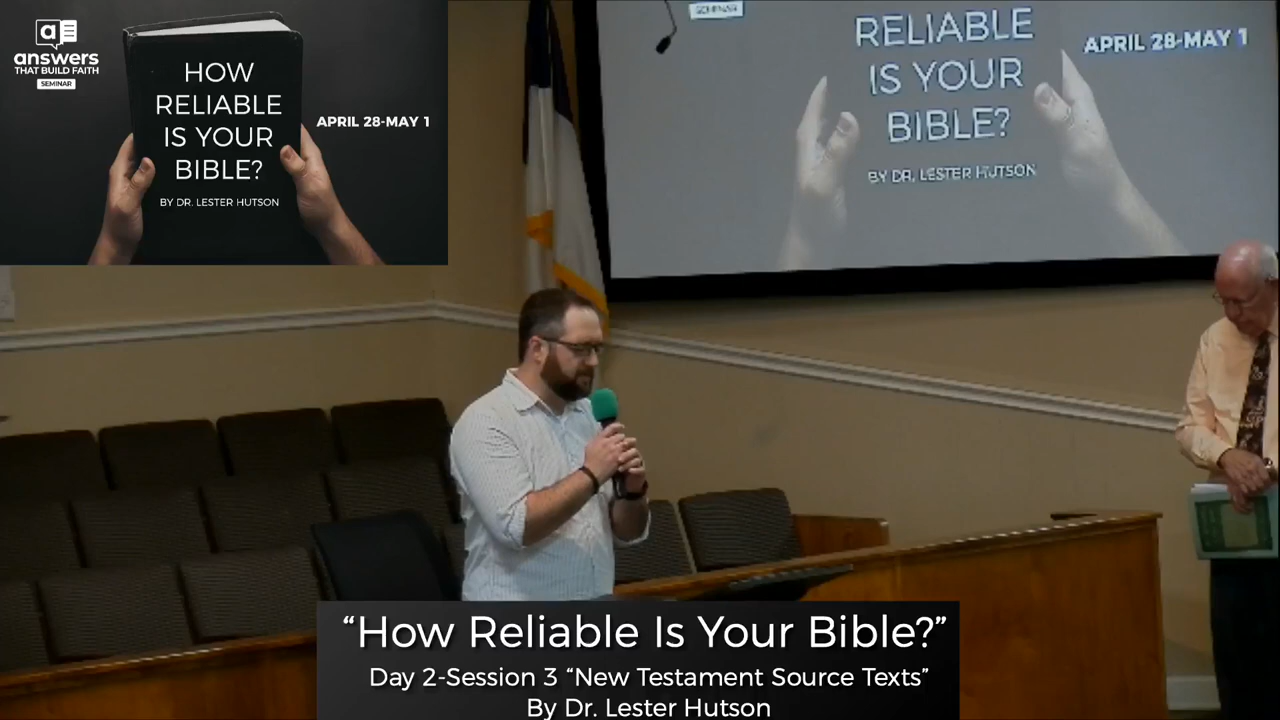 a
answers
THAT BUILD FAITH
SEMINAR
HOW
RELIABLE
IS YOUR
BIBLE?
BY DR. LESTER HUTSON
APRIL 28-MAY 1
SEMINAR
RELIABLE
IS YOUR
BIBLE?
BY DR. LESTER HUTSON
APRIL 28-MAY 1
“How Reliable Is Your Bible?”
Day 2-Session 3 “New Testament Source Texts”
By Dr. Lester Hutson